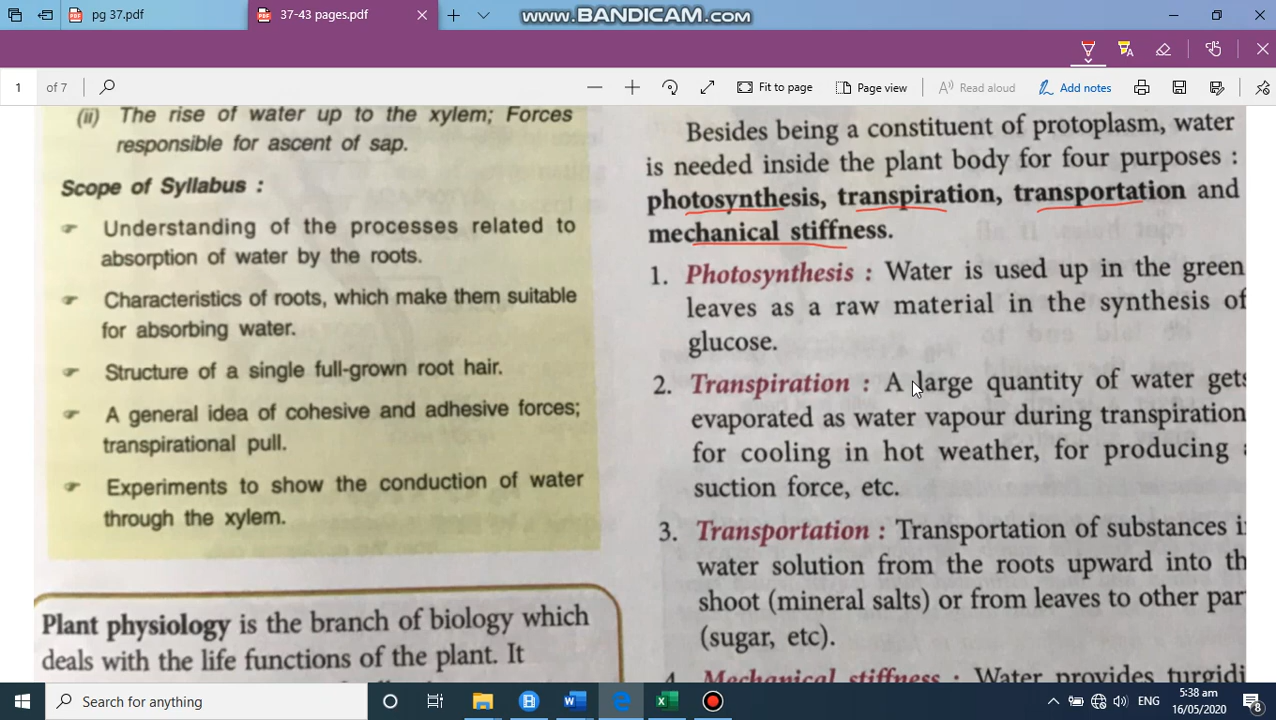 pg 37.pdf
37-43 pages.pdf
www.BANDICAM.com
1 of 7
Fit to page
Page view
Read aloud
Add notes
(ii) The rise of water up to the xylem; Forces
responsible for ascent of sap.
Scope of Syllabus :
Understanding of the processes related to
absorption of water by the roots.
Characteristics of roots, which make them suitable
for absorbing water.
Structure of a single full-grown root hair.
A general idea of cohesive and adhesive forces;
transpirational pull.
Experiments to show the conduction of water
through the xylem.
Plant physiology is the branch of biology which
deals with the life functions of the plant. It
Besides being a constituent of protoplasm, water
is needed inside the plant body for four purposes :
photosynthesis, transpiration, transportation and
mechanical stiffness.
1. Photosynthesis : Water is used up in the green
leaves as a raw material in the synthesis of
glucose.
2. Transpiration : A large quantity of water gets
evaporated as water vapour during transpiration
for cooling in hot weather, for producing
suction force, etc.
3. Transportation : Transportation of substances i
water solution from the roots upward into th
shoot (mineral salts) or from leaves to other par
(sugar, etc).
4. Mechanical stiffness : Water provides turgidi
Search for anything
ENG
5:38 am
16/05/2020
8